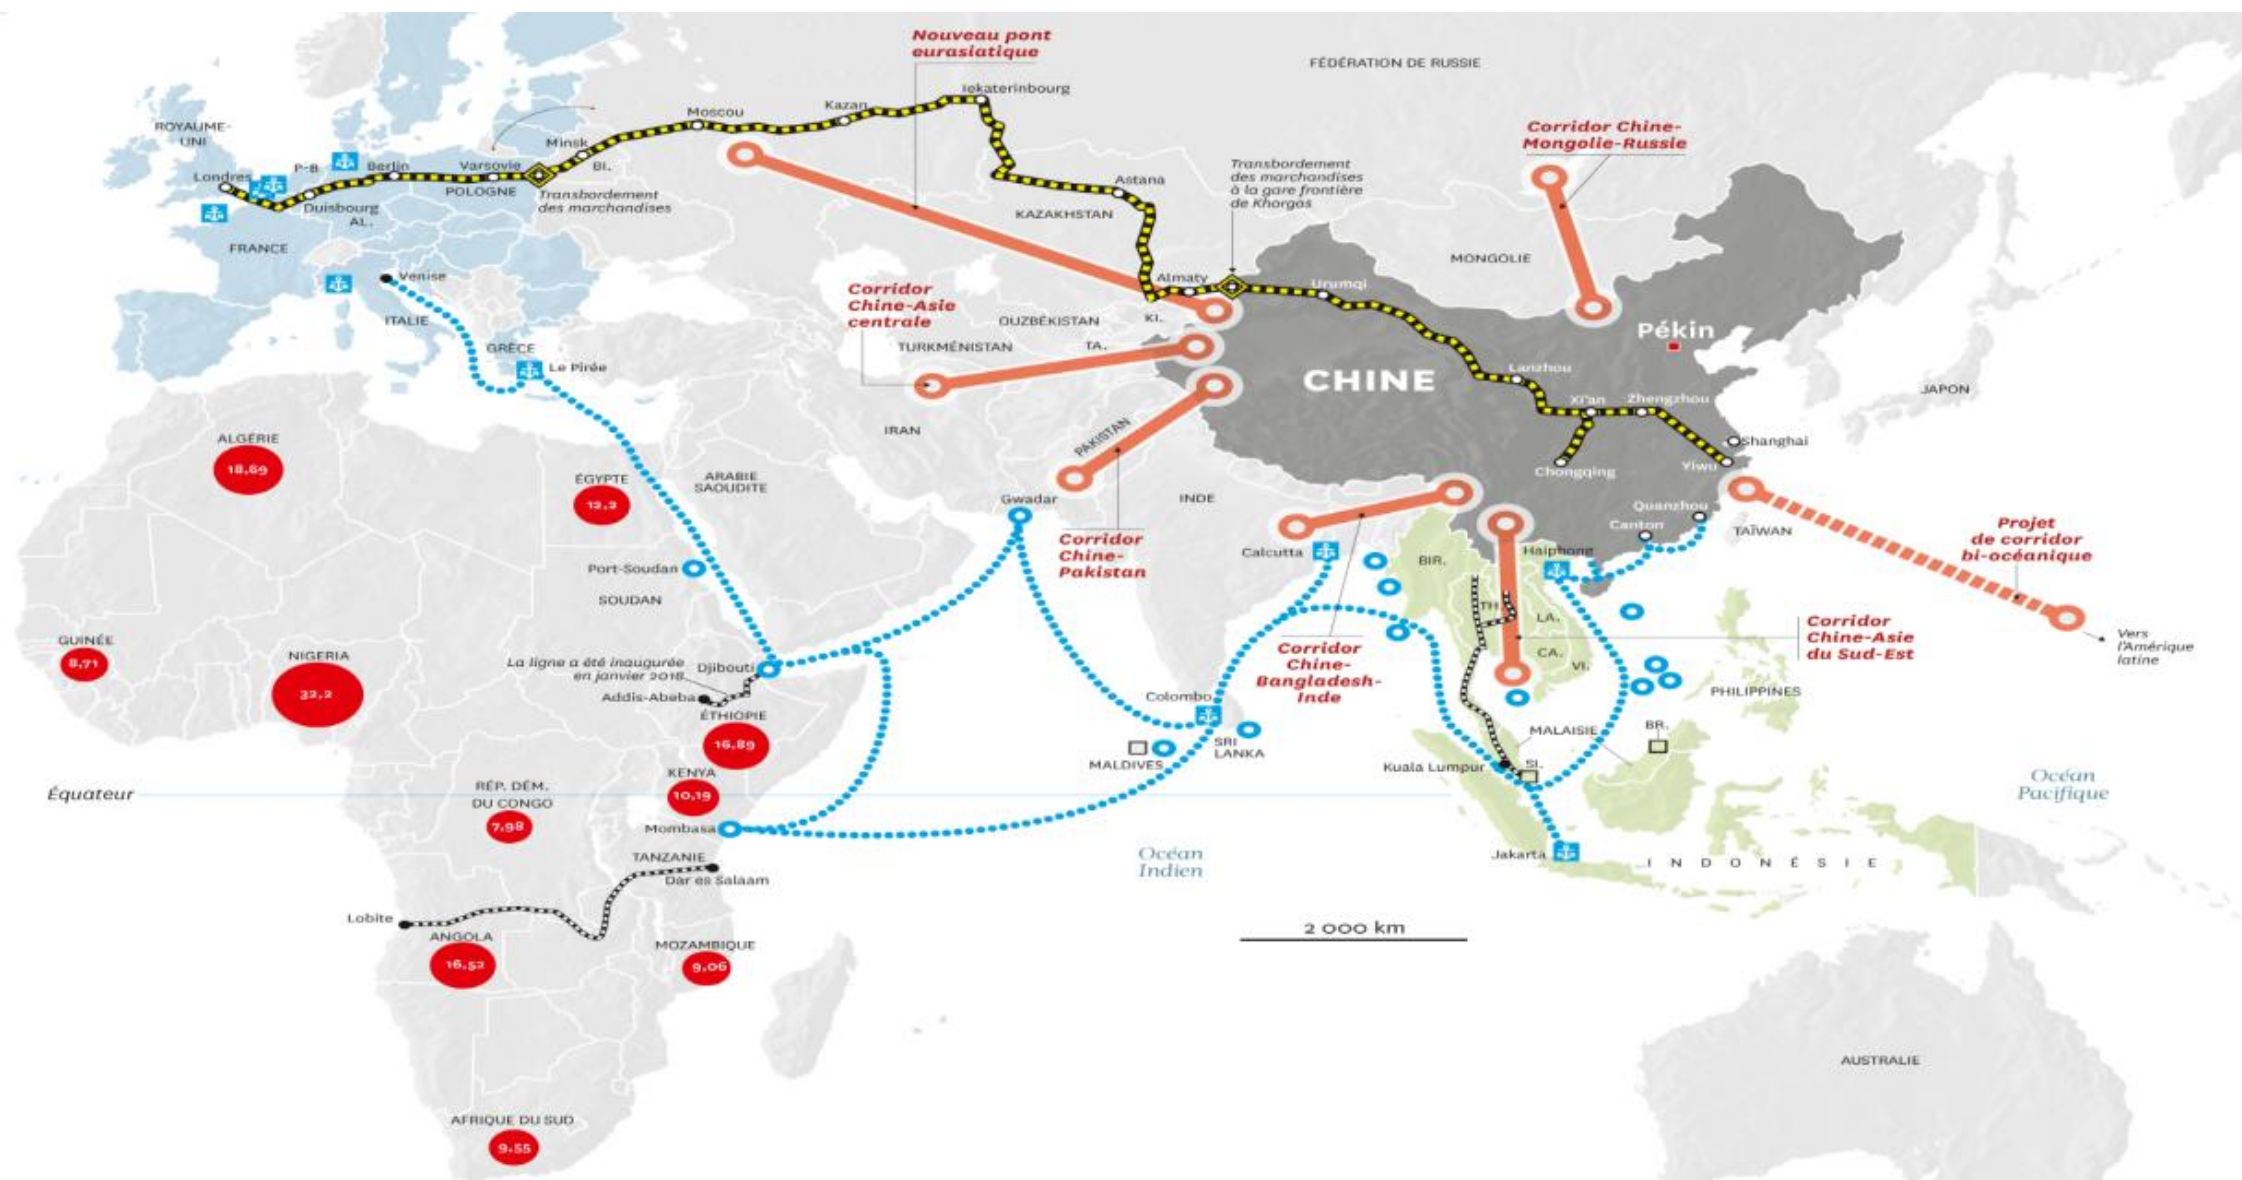 Nouveau pont
eurasiatique
FÉDÉRATION DE RUSSIE
Iekaterinbourg
Kazan
Moscou
Minsk
BI.
ROYAUME-
UNI
P-B
Londres
Berlin
Varsovie
POLOGNE
Duisbourg
AL.
Transbordement
des marchandises
FRANCE
Venise
ITALIE
GRÈCE
Le Pirée
Astana
KAZAKHSTAN
Transbordement
des marchandises
à la gare frontière
de Khorgas
Corridor Chine-
Mongolie-Russie
MONGOLIE
Almaty
Urumqi
Corridor
Chine-Asie
centrale
OUZBÉKISTAN
KI.
TURKMÉNISTAN
TA.
Pékin
CHINE
Lanzhou
Xi'an
Zhengzhou
JAPON
Shanghai
Yiwu
Chongqing
Quanzhou
Canton
TAÏWAN
IRAN
PAKISTAN
Gwadar
INDE
Corridor
Chine-
Pakistan
Calcutta
BIR.
Haiphong
Projet
de corridor
bi-océanique
Vers
l'Amérique
latine
ALGÉRIE
18,69
ÉGYPTE
12,2
ARABIE
SAOUDITE
Port-Soudan
SOUDAN
GUINÉE
8,71
NIGERIA
32,2
La ligne a été inaugurée
en janvier 2018
Djibouti
Addis-Abeba
ÉTHIOPIE
16,89
KENYA
10,19
RÉP. DÉM.
DU CONGO
7,98
Mombasa
TANZANIE
Dar es Salaam
Lobito
ANGOLA
16,52
MOZAMBIQUE
9,06
AFRIQUE DU SUD
9,55
Équateur
TH.
LA.
CA.
VI.
Corridor
Chine-Asie
du Sud-Est
Corridor
Chine-
Bangladesh-
Inde
Colombo
SRI
LANKA
MALDIVES
PHILIPPINES
MALAISIE
BR.
Kuala Lumpur
SI.
Jakarta
INDONÉSIE
Océan
Pacifique
Océan
Indien
2 000 km
AUSTRALIE